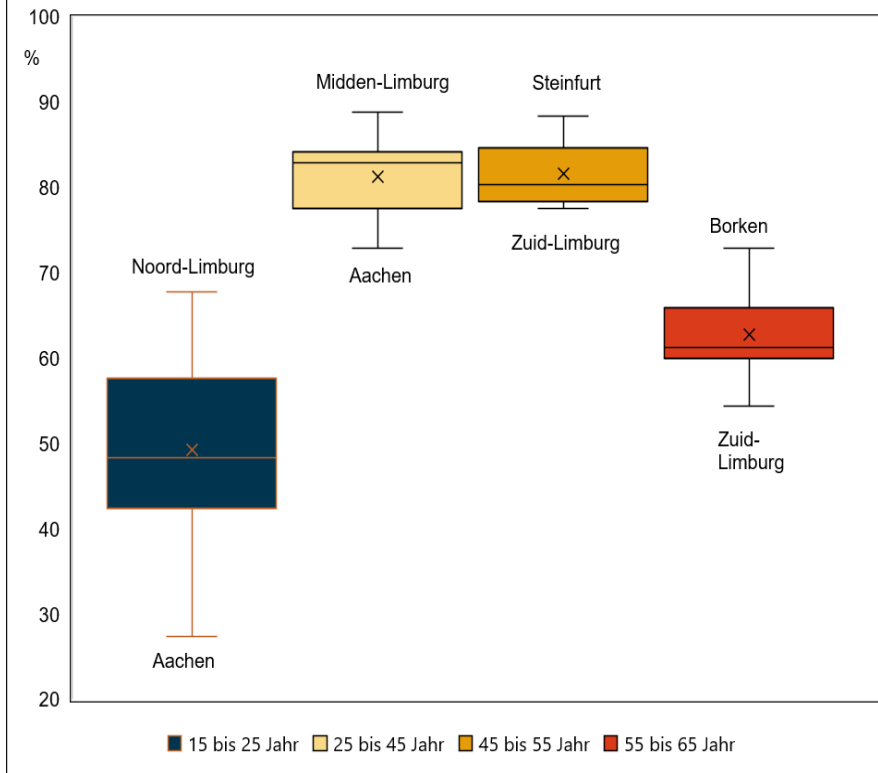 100
%
90
80
70
60
50
40
30
20
Midden-Limburg
Steinfurt
Noord-Limburg
Aachen
Zuid-Limburg
Borken
Zuid-
Limburg
Aachen
15 bis 25 Jahr
25 bis 45 Jahr
45 bis 55 Jahr
55 bis 65 Jahr